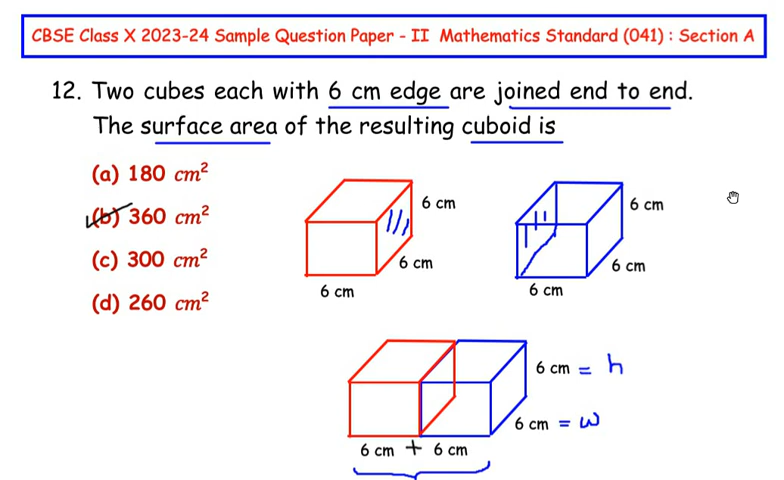 CBSE Class X 2023-24 Sample Question Paper - II Mathematics Standard (041) : Section A
12. Two cubes each with 6 cm edge are joined end to end.
The surface area of the resulting cuboid is
(a) 180 cm²
(b) 360 cm²
(c) 300 cm²
(d) 260 cm²
6 cm
6 cm
6 cm
6 cm
6 cm
6 cm
6 cm = h
6 cm = w
6 cm + 6 cm